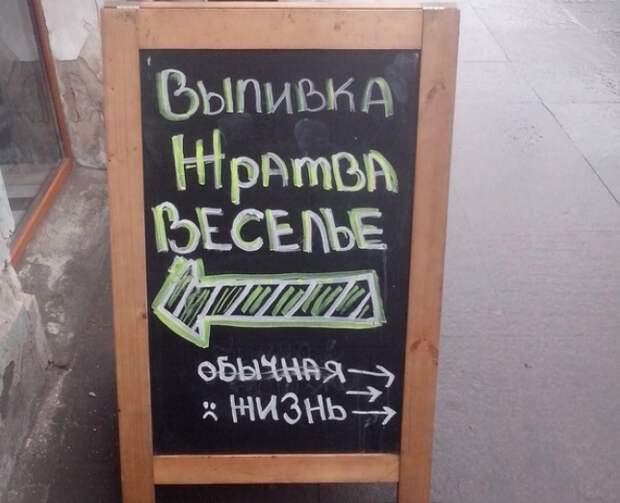 Выпивка
Жратва
Веселье
обычная
жизнь